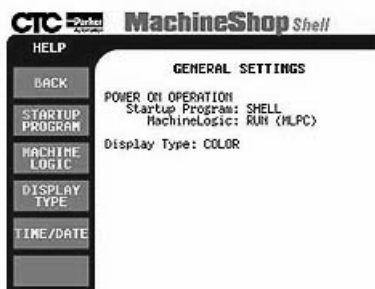 CTC Parker Automation MachineShop Shell
HELP
BACK
STARTUP
PROGRAM
MACHINE
LOGIC
DISPLAY
TYPE
TIME/DATE
GENERAL SETTINGS
POWER ON OPERATION
Startup Program: SHELL
MachineLogic: RUN (MLPC)
Display Type: COLOR